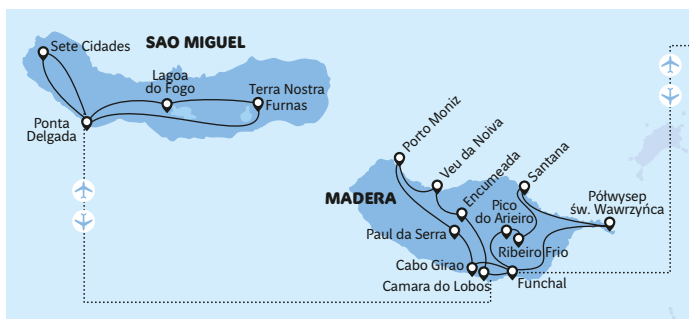 Sete Cidades
SAO MIGUEL
Lagoa
do Fogo
Terra Nostra
Furnas
Ponta
Delgada
Porto Moniz
Veu da Noiva
Encumeada
Santana
MADERA
Pico
do Arieiro
Półwysep
św. Wawrzyńca
Paul da Serra
Ribeiro Frio
Cabo Girao
Camara do Lobos
Funchal